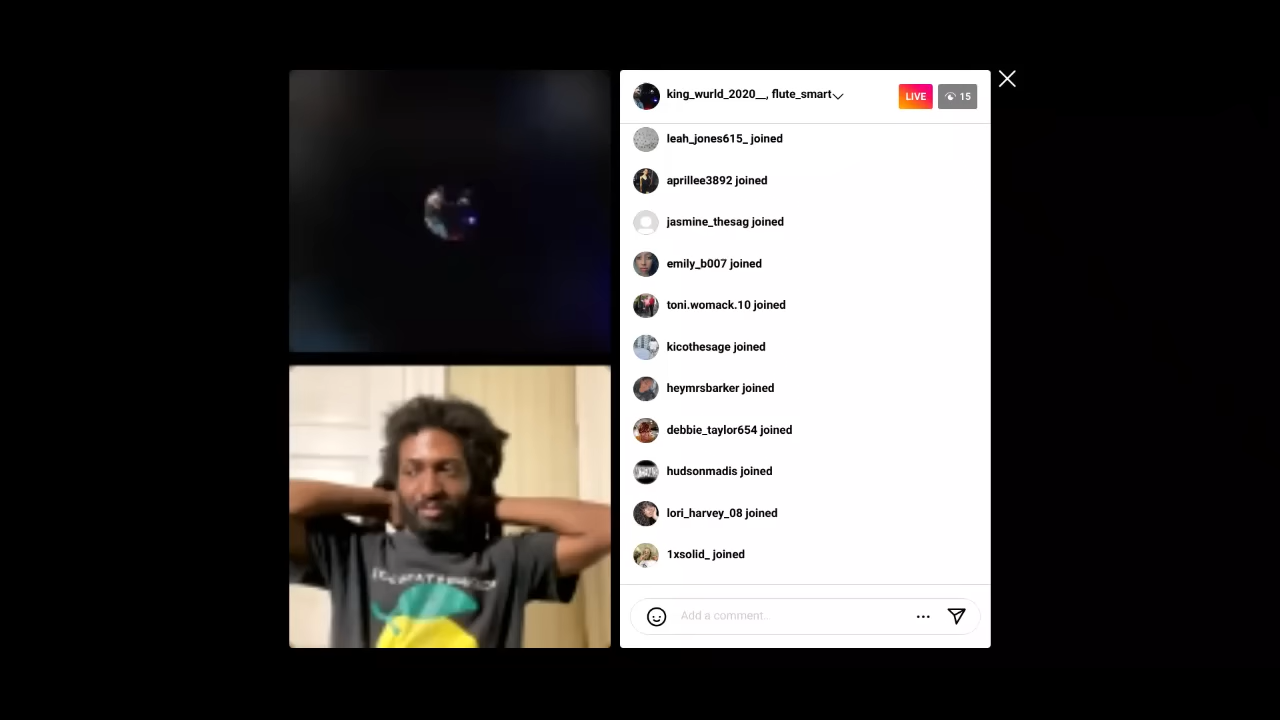 king_wurld_2020__, flute_smart
LIVE
15
leah_jones615_ joined
aprillee3892 joined
jasmine_thesag joined
emily_b007 joined
toni.womack.10 joined
kicothesage joined
heymrsbarker joined
debbie_taylor654 joined
hudsonmadis joined
lori_harvey_08 joined
1xsolid_ joined
Add a comment..